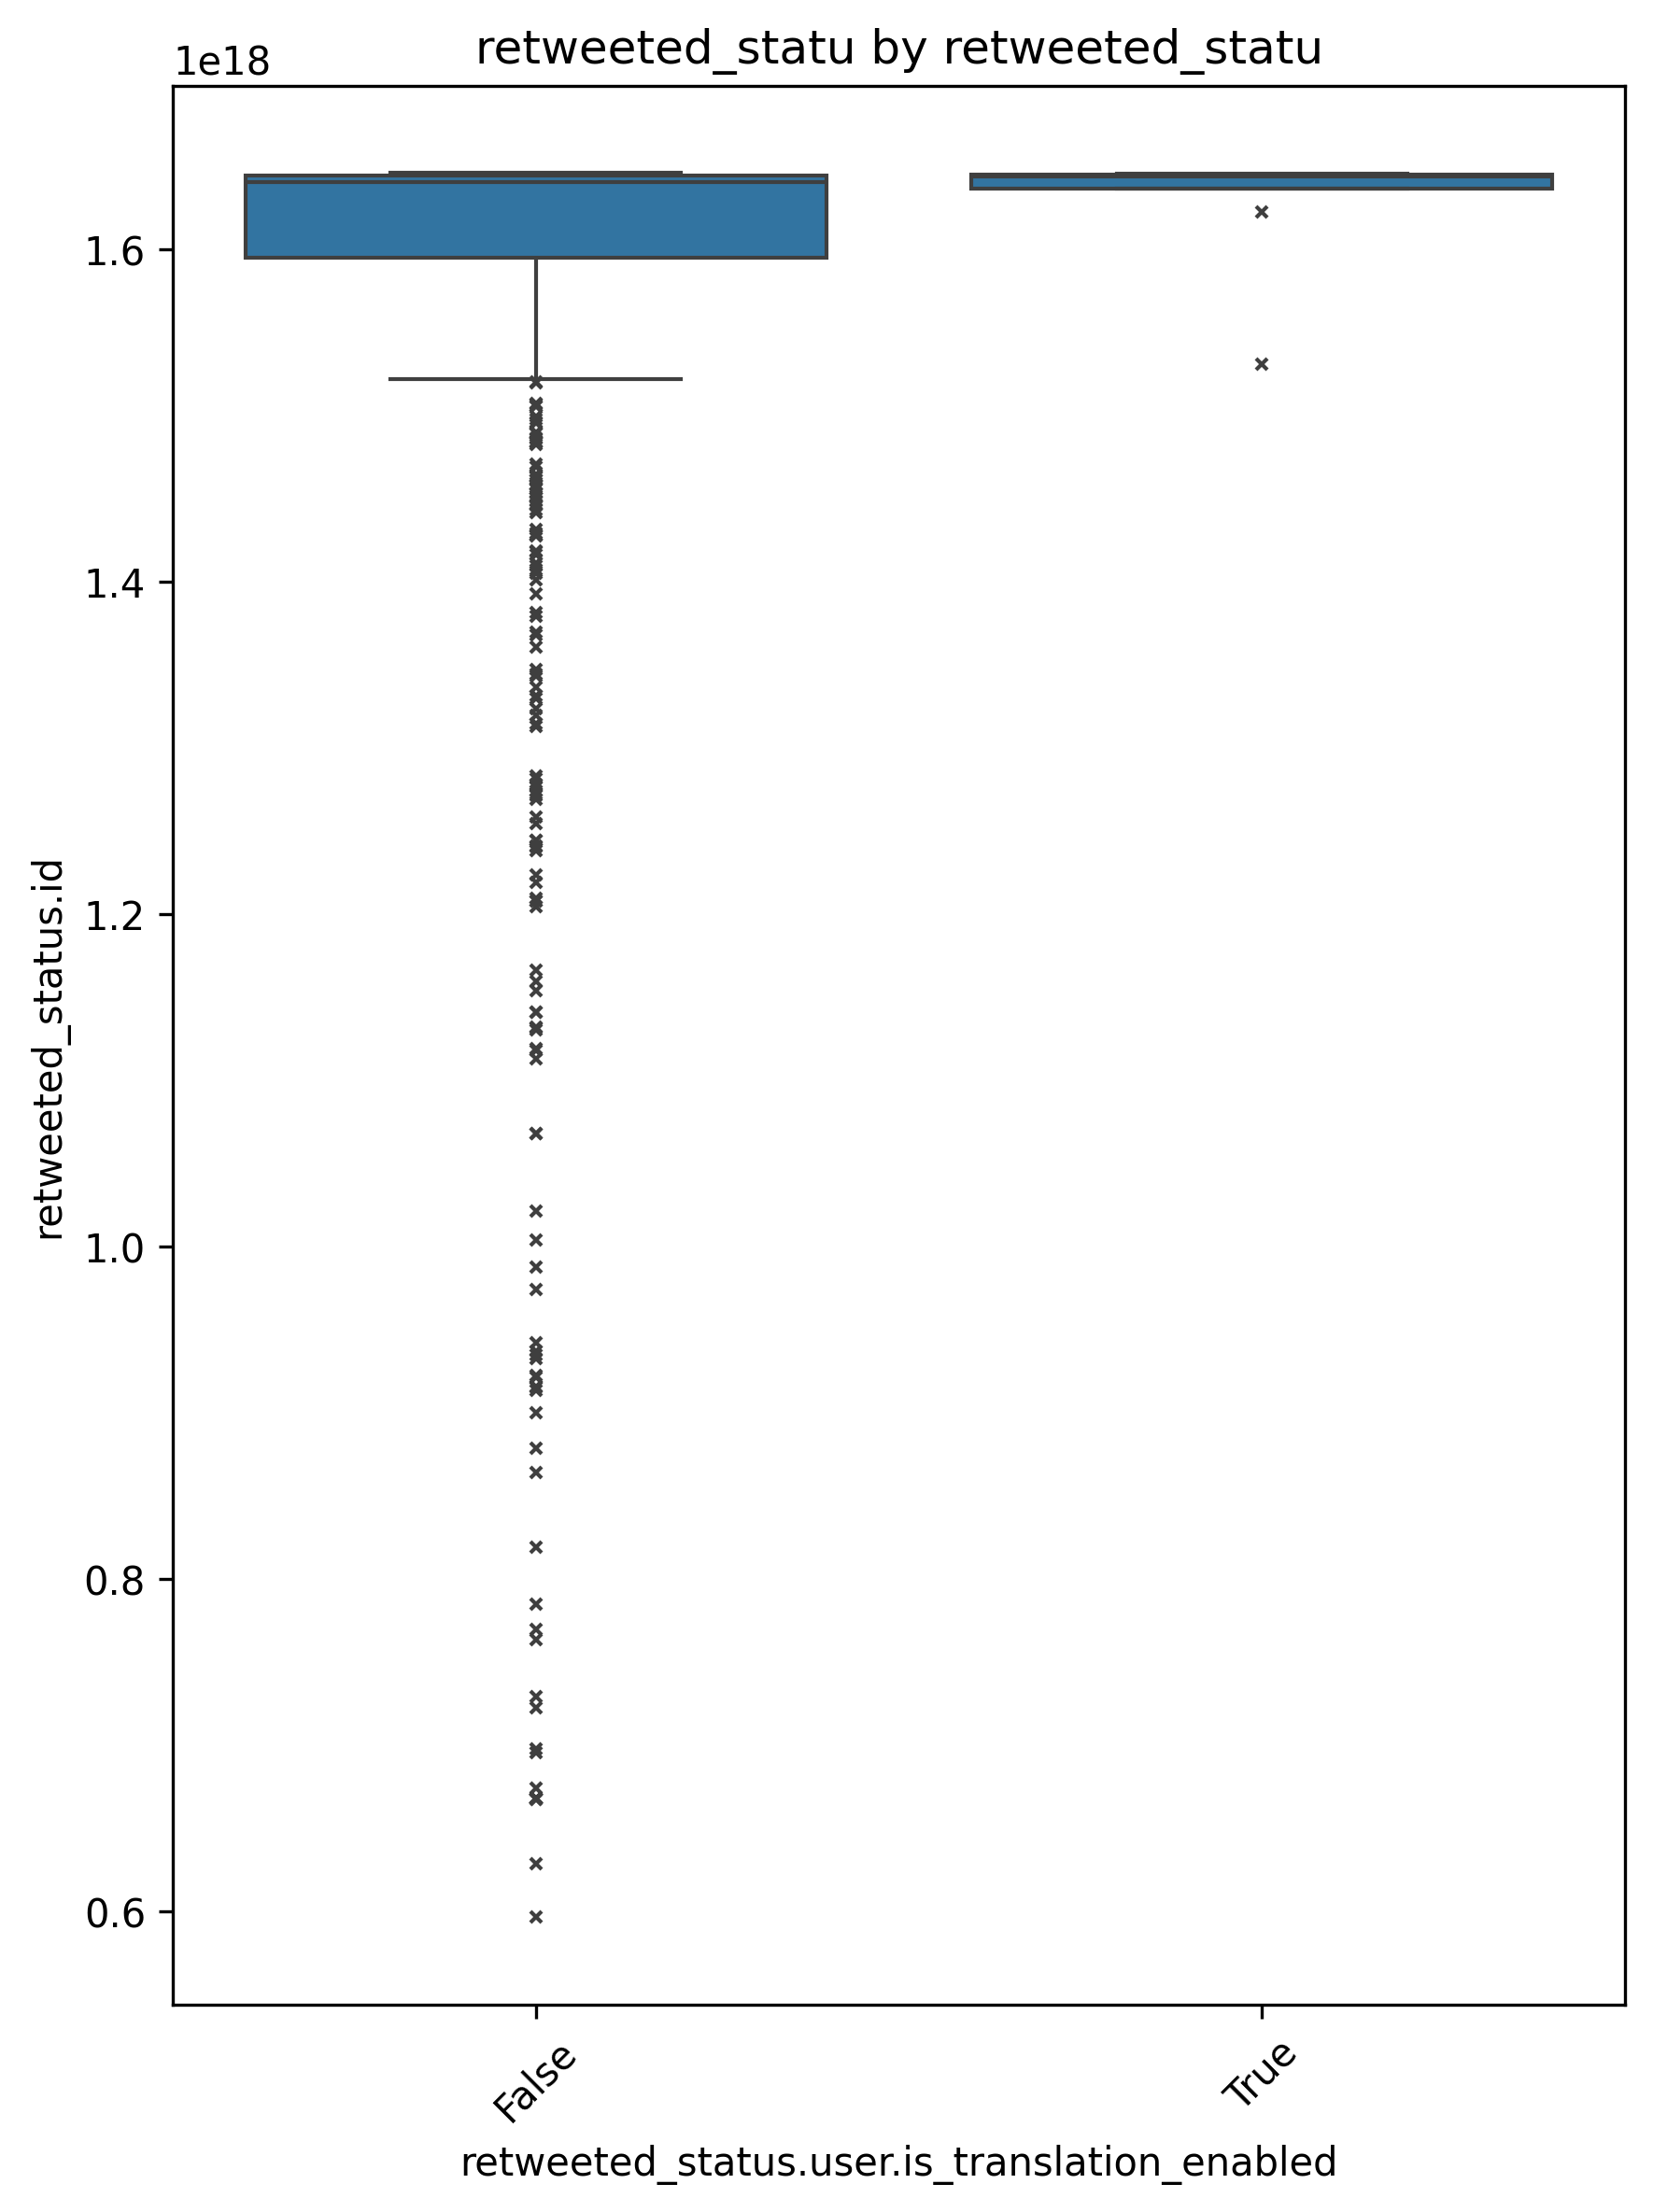 retweeted_statu by retweeted_statu
1e18
1.6
1.4
1.2
1.0
0.8
0.6
retweeted_status.id
False
True
retweeted_status.user.is_translation_enabled